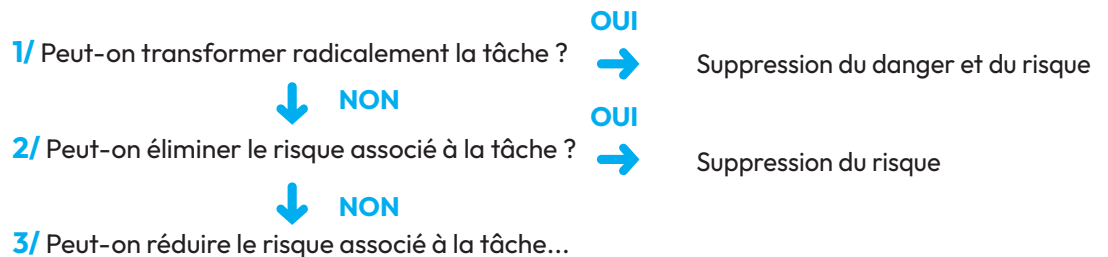 OUI
1/ Peut-on transformer radicalement la tâche ?
Suppression du danger et du risque
NON
OUI
2/ Peut-on éliminer le risque associé à la tâche ?
Suppression du risque
NON
3/ Peut-on réduire le risque associé à la tâche...